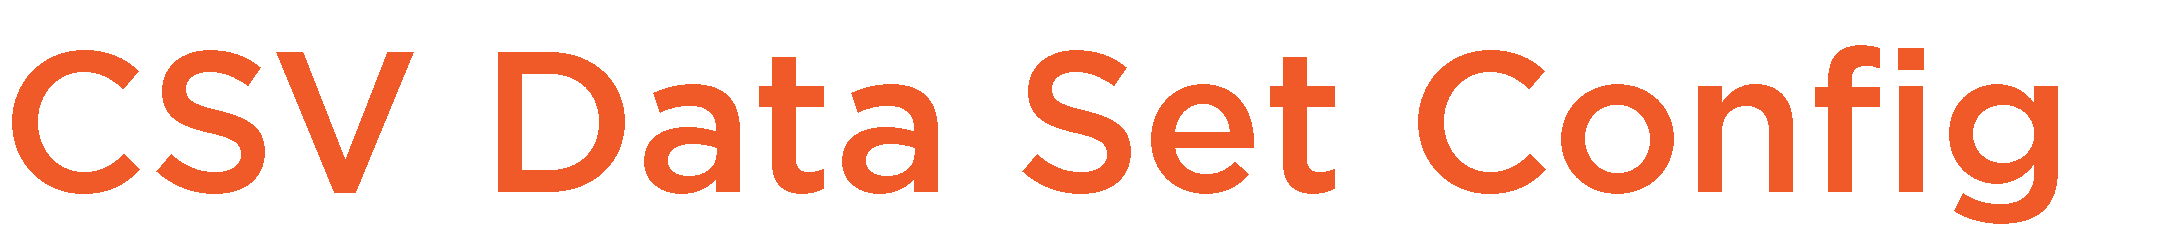 CSV Data Set Config